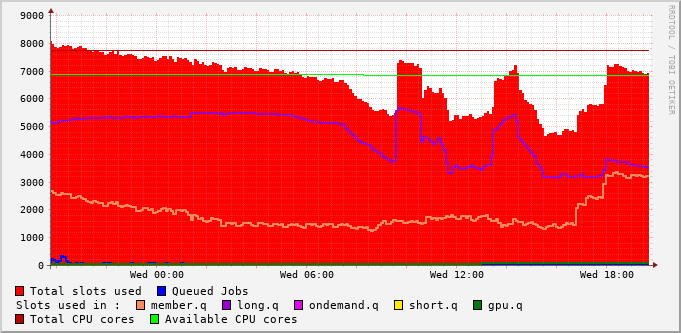 RRDTOOL / TOBI OETIKER
9000
8000
7000
6000
5000
4000
3000
2000
1000
0
Wed 00:00 Wed 06:00 Wed 12:00 Wed 18:00
Total slots used Queued Jobs
Slots used in : member.q long.q ondemand.q short.q gpu.q
Total CPU cores Available CPU cores